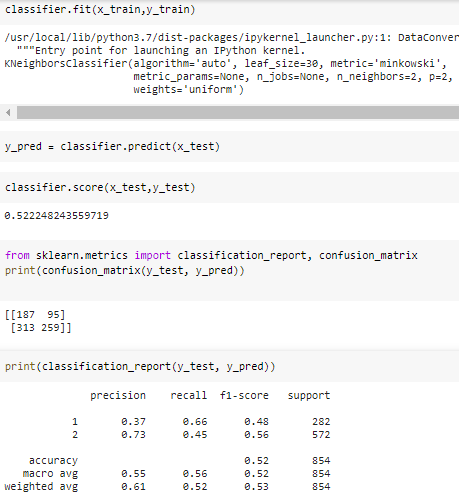 classifier.fit(x_train,y_train)
/usr/local/lib/python3.7/dist-packages/ipykernel_launcher.py:1: DataConver
"""Entry point for launching an IPython kernel.
KNeighborsClassifier(algorithm='auto', leaf_size=30, metric='minkowski',
metric_params=None, n_jobs=None, n_neighbors=2, p=2,
weights='uniform')
y_pred = classifier.predict(x_test)
classifier.score(x_test,y_test)
0.522248243559719
from sklearn.metrics import classification_report, confusion_matrix
print(confusion_matrix(y_test, y_pred))
[[187  95]
[313 259]]
print(classification_report(y_test, y_pred))
precision    recall  f1-score   support
1       0.37      0.66      0.48       282
2       0.73      0.45      0.56       572
accuracy                           0.52       854
macro avg       0.55      0.56      0.52       854
weighted avg       0.61      0.52      0.53       854